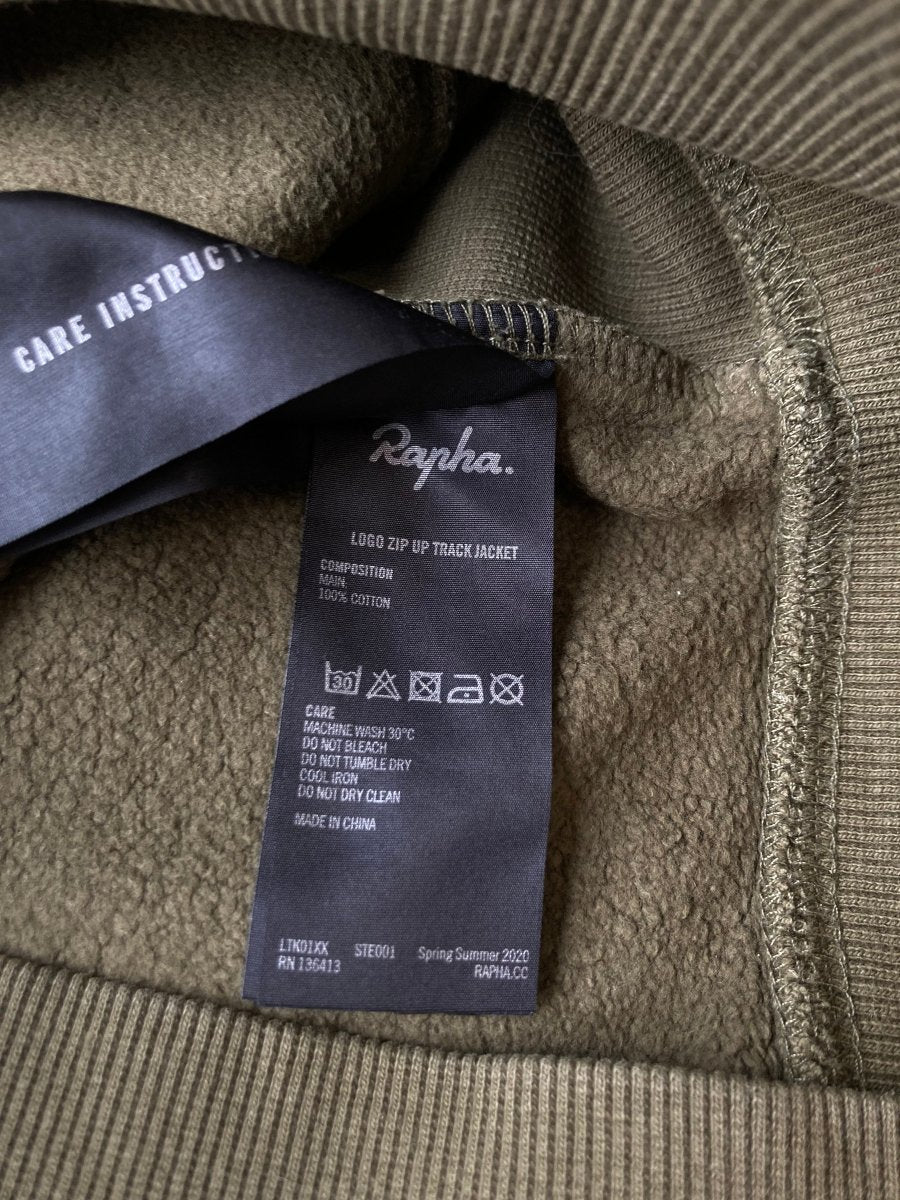 CARE INSTRUCT
Rapha.
LOGO ZIP UP TRACK JACKET
COMPOSITION
MAIN:
100% COTTON
30
CARE
MACHINE WASH 30°C
DO NOT BLEACH
DO NOT TUMBLE DRY
COOL IRON
DO NOT DRY CLEAN
MADE IN CHINA
LTK01XX STE001 Spring Summer 2020
RN 136413 RAPHA.CC